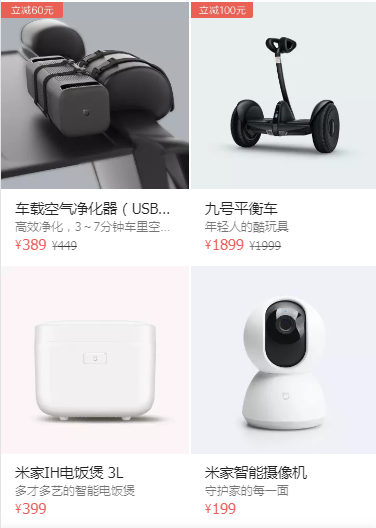 立减60元
立减100元
车载空气净化器（USB...
高效净化，3～7分钟车里空...
¥389 ¥449
九号平衡车
年轻人的酷玩具
¥1899 ¥1999
米家IH电饭煲 3L
多才多艺的智能电饭煲
¥399
米家智能摄像机
守护家的每一面
¥199